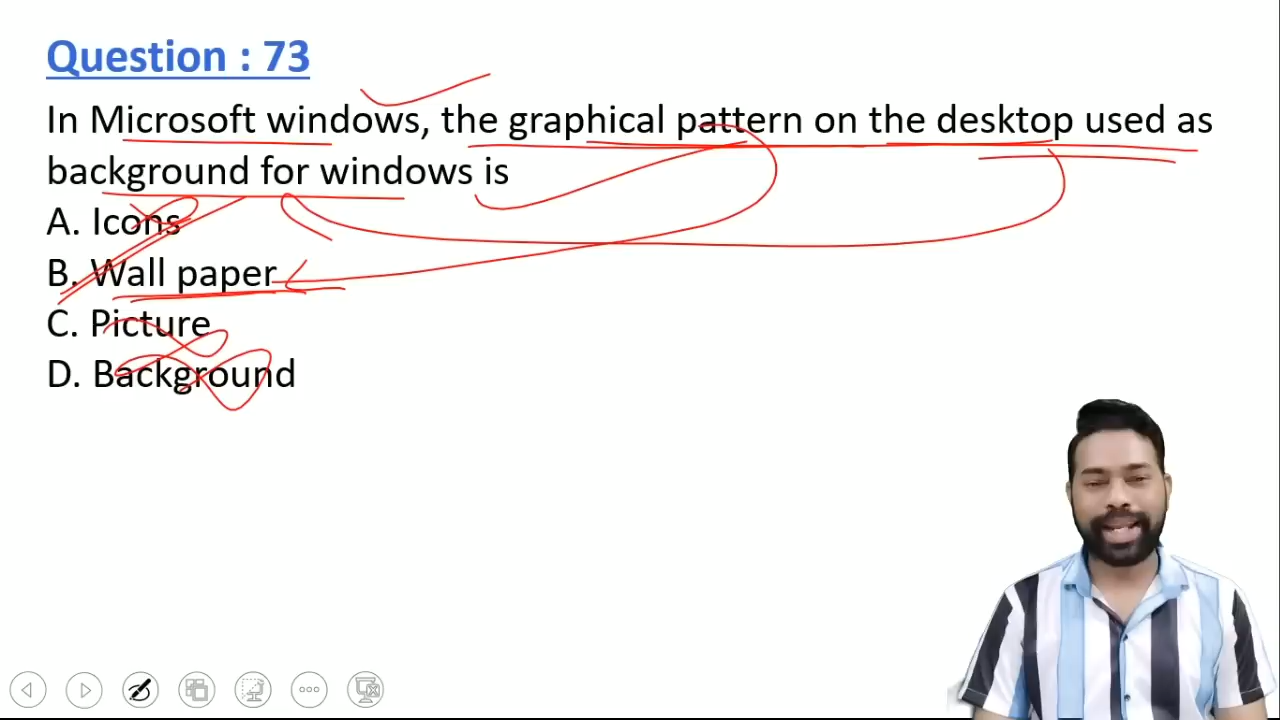 Question : 73
In Microsoft windows, the graphical pattern on the desktop used as
background for windows is
A. Icons
B. Wall paper
C. Picture
D. Background